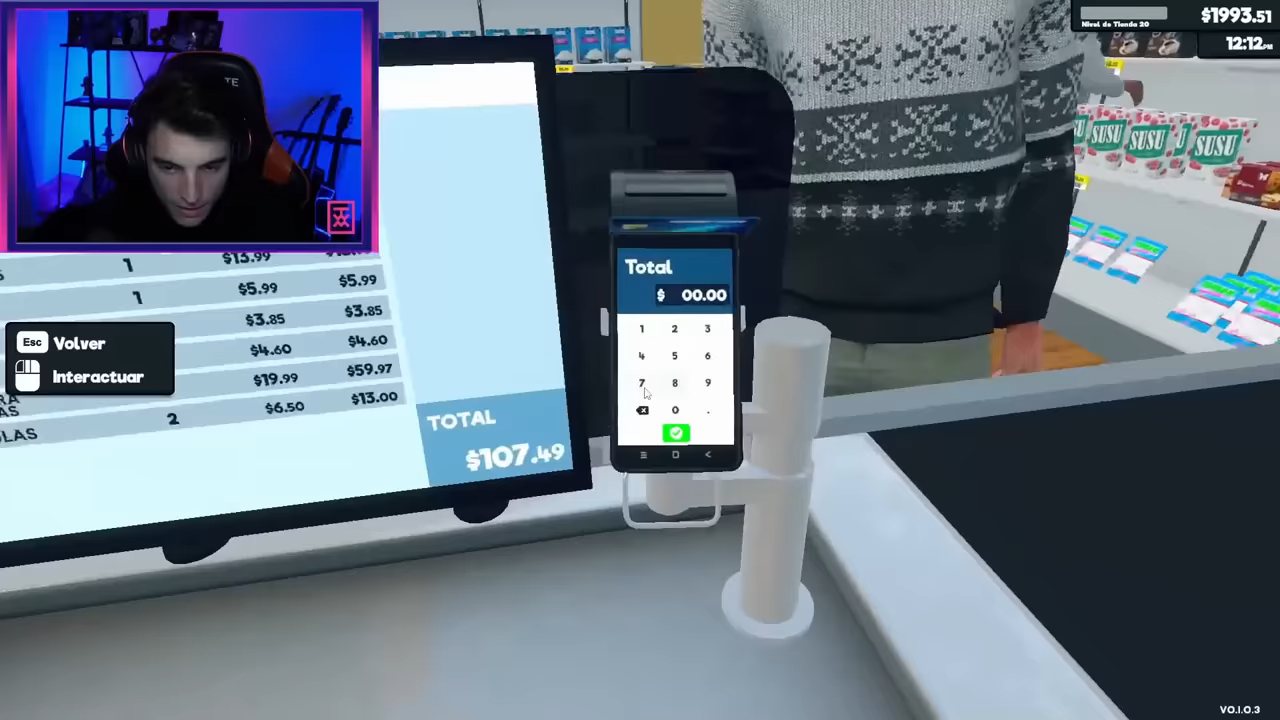 $1993.51
Nivel de Tienda 20
12:12PM
TE
SUSU SUSU SUSU
1 $13.99
1 $5.99 $5.99
$3.85 $3.85
$4.60 $4.60
$19.99 $59.97
2 $6.50 $13.00
Esc Volver
Interactuar
TOTAL
$107.49
Total
$ 00.00
1 2 3
4 5 6
7 8 9
0 .
V0.1.0.3